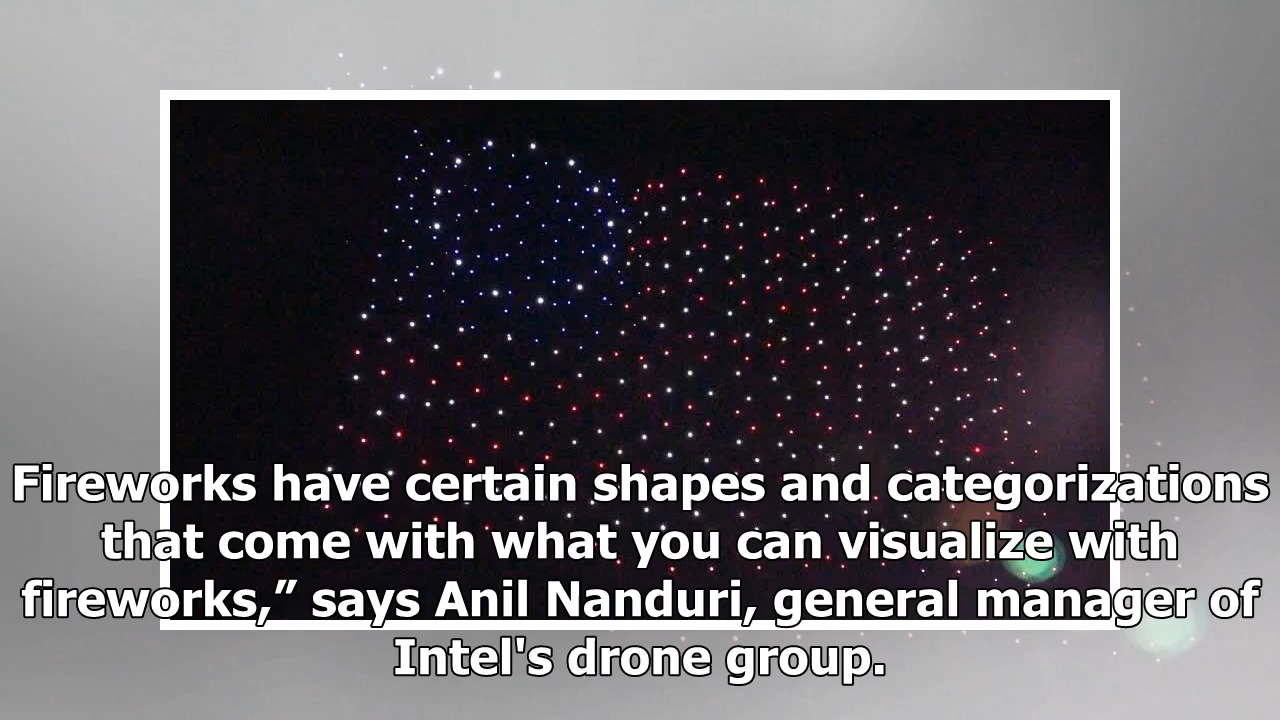 Fireworks have certain shapes and categorizations
that come with what you can visualize with
fireworks,” says Anil Nanduri, general manager of
Intel's drone group.